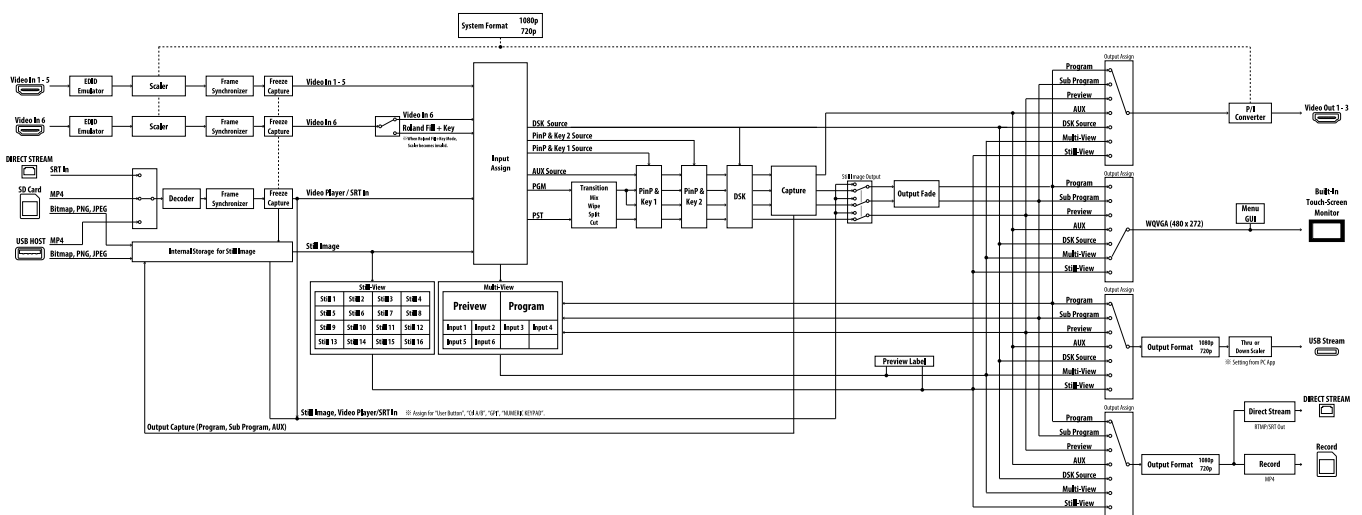 System Format 1080p
720p
Video In 1 - 5
EDID
Emulator
Scaler
Frame
Synchronizer
Freeze
Capture
Video In 1 - 5
Video In 6
EDID
Emulator
Scaler
Frame
Synchronizer
Freeze
Capture
Video In 6
Video In 6
Roland Fill + Key
※When Roland Fill+Key Mode,
Scaler becomes invalid.
DIRECT STREAM
SRT In
SD Card
MP4
Bitmap, PNG, JPEG
USB HOST
MP4
Bitmap, PNG, JPEG
Decoder
Frame
Synchronizer
Freeze
Capture
Video Player / SRT In
Internal Storage for Still Image
Still Image
Input
Assign
DSK Source
PinP & Key 2 Source
PinP & Key 1 Source
AUX Source
PGM
PST
Transition
Mix
Wipe
Split
Cut
PinP &
Key 1
PinP &
Key 2
DSK
Capture
Still Image Output
Output Fade
Still-View
Still 1 Still 2 Still 3 Still 4
Still 5 Still 6 Still 7 Still 8
Still 9 Still 10 Still 11 Still 12
Still 13 Still 14 Still 15 Still 16
Multi-View
Preivew Program
Input 1 Input 2 Input 3 Input 4
Input 5 Input 6
Preview Label
Still Image, Video Player/SRT In ※ Assign for "User Button", "Ctl A/B", "GPI", "NUMERIC KEYPAD".
Output Capture (Program, Sub Program, AUX)
Output Assign
Program
Sub Program
Preview
AUX
DSK Source
Multi-View
Still-View
P/I
Converter
Video Out 1 - 3
Output Assign
Program
Sub Program
Preview
AUX
DSK Source
Multi-View
Still-View
WQVGA (480 x 272)
Menu
GUI
Built-In
Touch-Screen
Monitor
Output Assign
Program
Sub Program
Preview
AUX
DSK Source
Multi-View
Still-View
Output Format 1080p
720p
Thru or
Down Scaler
※ Setting from PC App
USB Stream
Output Assign
Program
Sub Program
Preview
AUX
DSK Source
Multi-View
Still-View
Output Format 1080p
720p
Direct Stream
RTMP/SRT Out
DIRECT STREAM
Record
MP4
Record